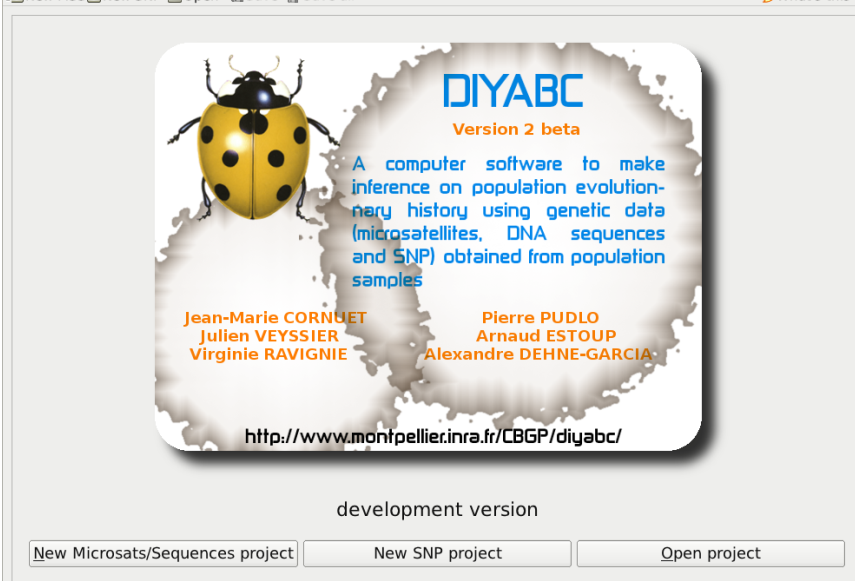 DIYABC
Version 2 beta
A computer software to make
inference on population evolution-
nary history using genetic data
(microsatellites, DNA sequences
and SNP) obtained from population
samples
Jean-Marie CORNUET
Julien VEYSSIER
Virginie RAVIGNIE
Pierre PUDLO
Arnaud ESTOUP
Alexandre DEHNE-GARCIA
http://www.montpellier.inra.fr/CBGP/diyabc/
development version
New Microsats/Sequences project
New SNP project
Open project